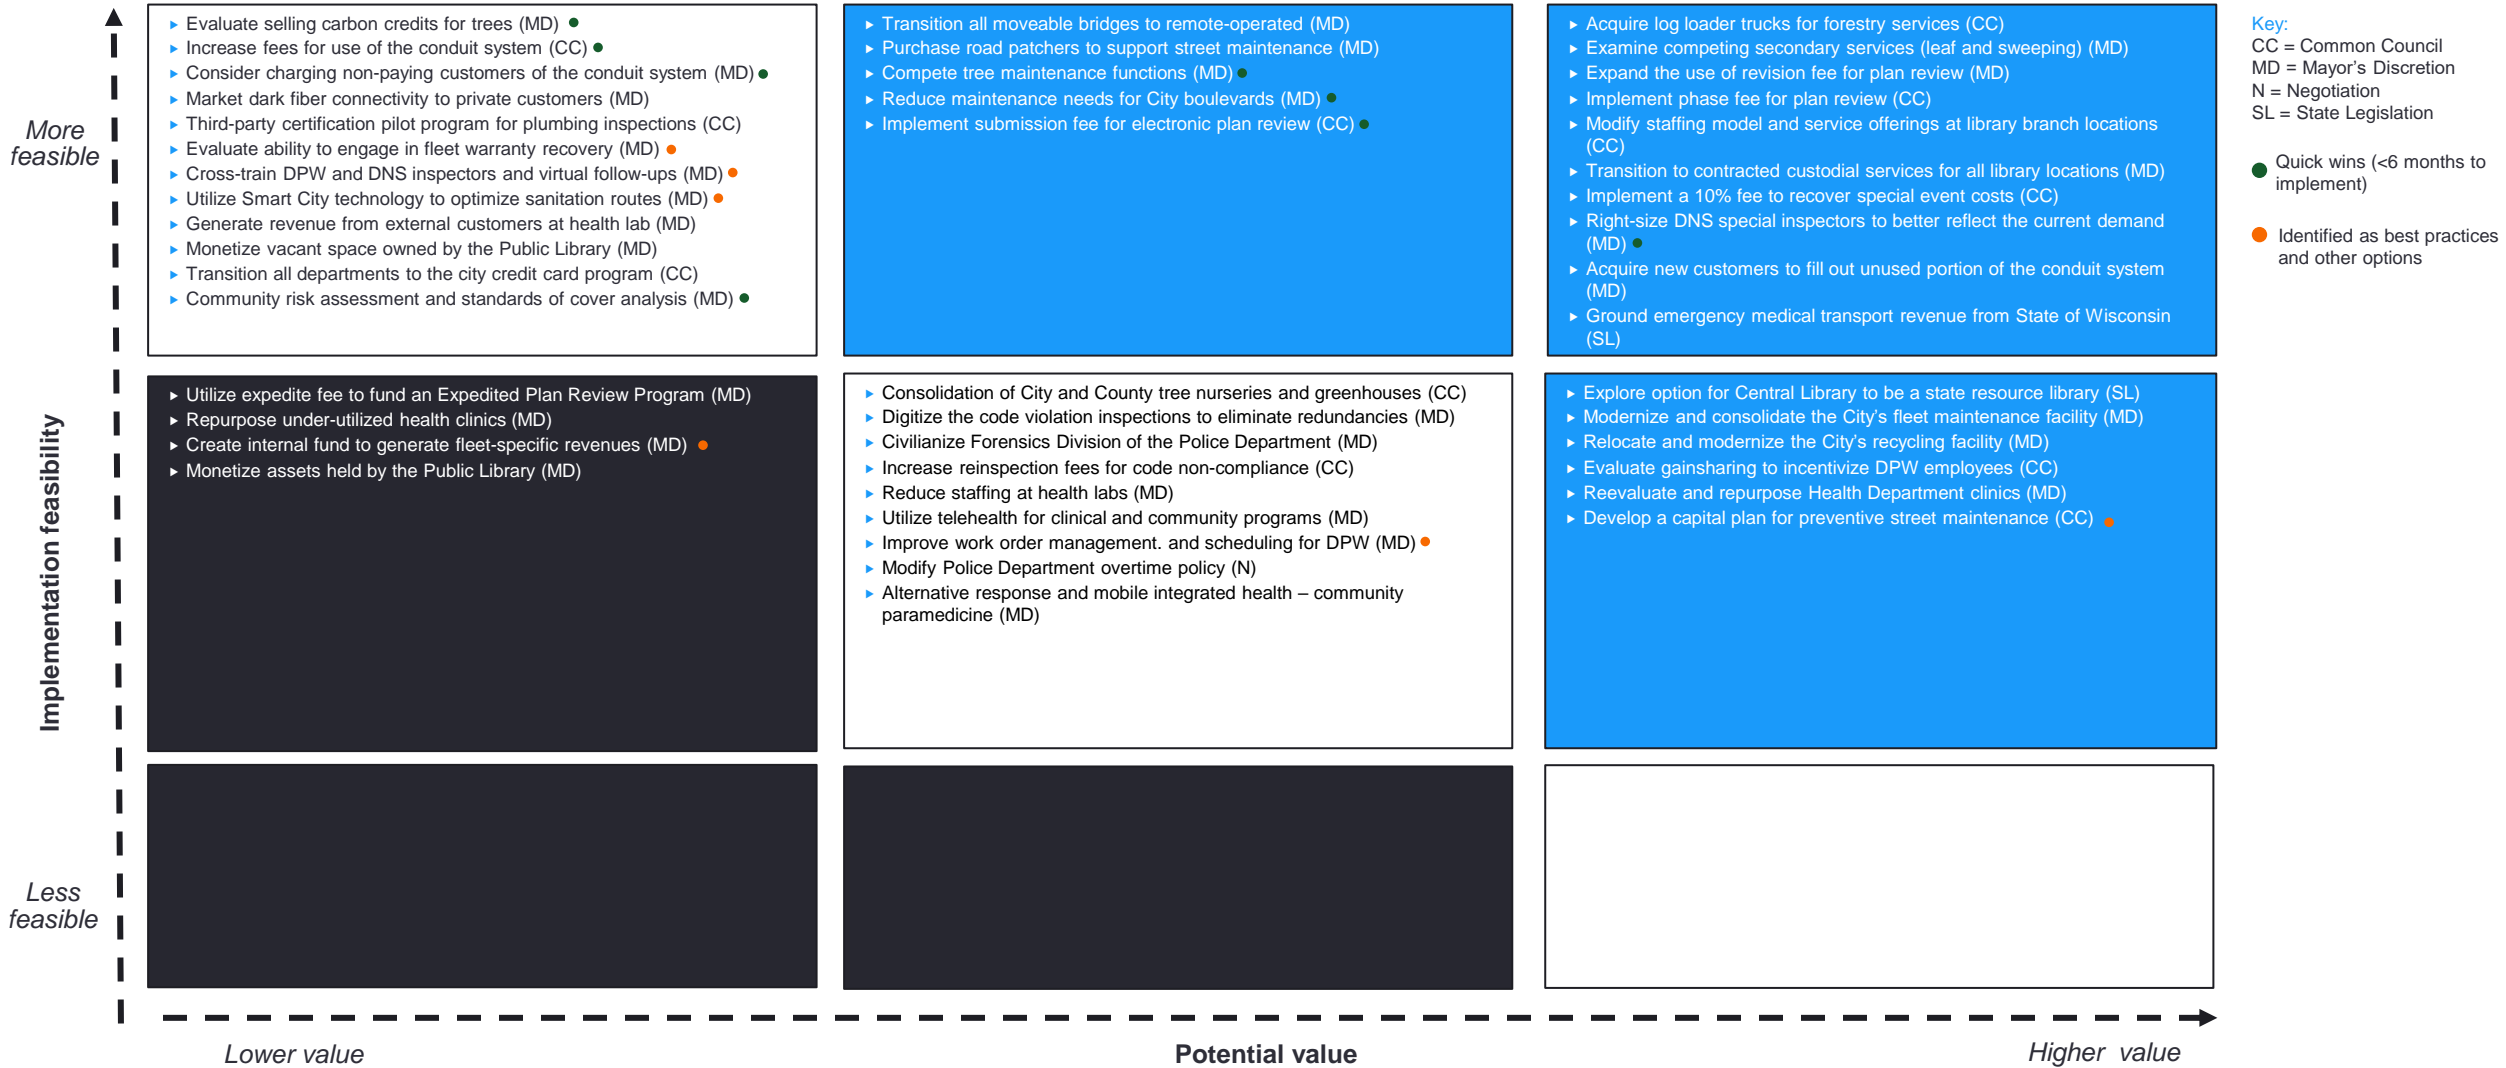 More
feasible
Implementation feasibility
Less
feasible
► Evaluate selling carbon credits for trees (MD)
► Increase fees for use of the conduit system (CC)
► Consider charging non-paying customers of the conduit system (MD)
► Market dark fiber connectivity to private customers (MD)
► Third-party certification pilot program for plumbing inspections (CC)
► Evaluate ability to engage in fleet warranty recovery (MD)
► Cross-train DPW and DNS inspectors and virtual follow-ups (MD)
► Utilize Smart City technology to optimize sanitation routes (MD)
► Generate revenue from external customers at health lab (MD)
► Monetize vacant space owned by the Public Library (MD)
► Transition all departments to the city credit card program (CC)
► Community risk assessment and standards of cover analysis (MD)
► Transition all moveable bridges to remote-operated (MD)
► Purchase road patchers to support street maintenance (MD)
► Compete tree maintenance functions (MD)
► Reduce maintenance needs for City boulevards (MD)
► Implement submission fee for electronic plan review (CC)
► Acquire log loader trucks for forestry services (CC)
► Examine competing secondary services (leaf and sweeping) (MD)
► Expand the use of revision fee for plan review (MD)
► Implement phase fee for plan review (CC)
► Modify staffing model and service offerings at library branch locations
(CC)
► Transition to contracted custodial services for all library locations (MD)
► Implement a 10% fee to recover special event costs (CC)
► Right-size DNS special inspectors to better reflect the current demand
(MD)
► Acquire new customers to fill out unused portion of the conduit system
(MD)
► Ground emergency medical transport revenue from State of Wisconsin
(SL)
Key:
CC = Common Council
MD = Mayor's Discretion
N = Negotiation
SL = State Legislation
Quick wins (<6 months to
implement)
Identified as best practices
and other options
► Utilize expedite fee to fund an Expedited Plan Review Program (MD)
► Repurpose under-utilized health clinics (MD)
► Create internal fund to generate fleet-specific revenues (MD)
► Monetize assets held by the Public Library (MD)
► Consolidation of City and County tree nurseries and greenhouses (CC)
► Digitize the code violation inspections to eliminate redundancies (MD)
► Civilianize Forensics Division of the Police Department (MD)
► Increase reinspection fees for code non-compliance (CC)
► Reduce staffing at health labs (MD)
► Utilize telehealth for clinical and community programs (MD)
► Improve work order management. and scheduling for DPW (MD)
► Modify Police Department overtime policy (N)
► Alternative response and mobile integrated health – community
paramedicine (MD)
► Explore option for Central Library to be a state resource library (SL)
► Modernize and consolidate the City's fleet maintenance facility (MD)
► Relocate and modernize the City's recycling facility (MD)
► Evaluate gainsharing to incentivize DPW employees (CC)
► Reevaluate and repurpose Health Department clinics (MD)
► Develop a capital plan for preventive street maintenance (CC)
Lower value
Potential value
Higher value